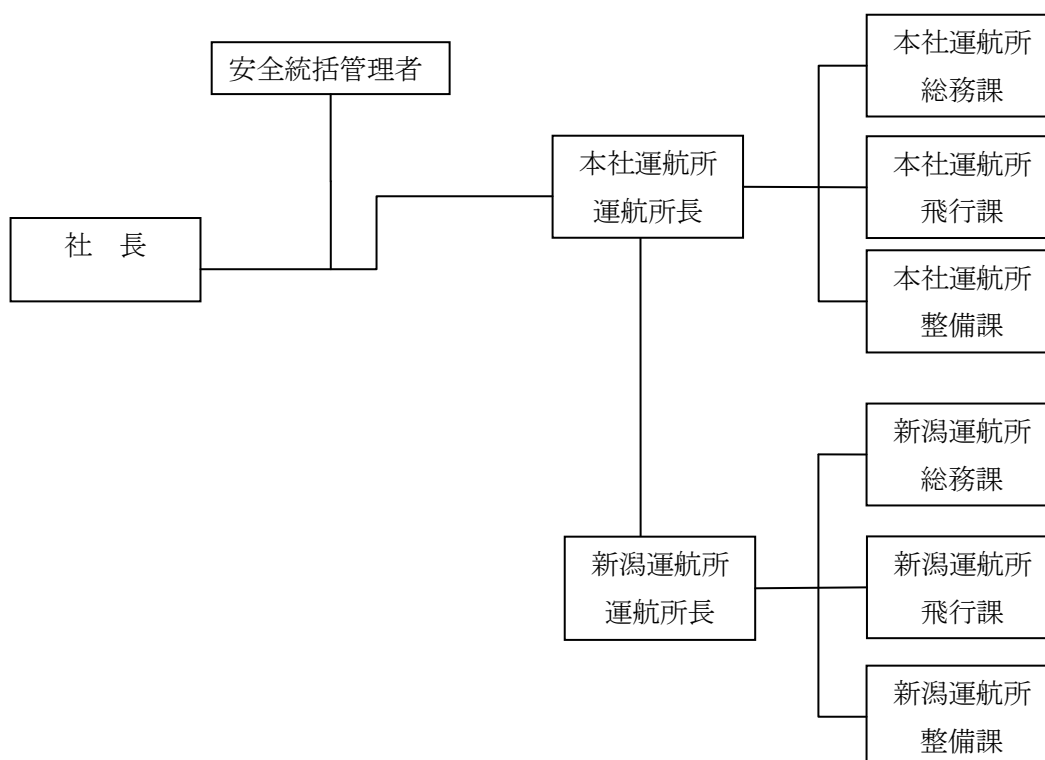 安全統括管理者
社　長
本社運航所
運航所長
本社運航所
総務課
本社運航所
飛行課
本社運航所
整備課
新潟運航所
運航所長
新潟運航所
総務課
新潟運航所
飛行課
新潟運航所
整備課